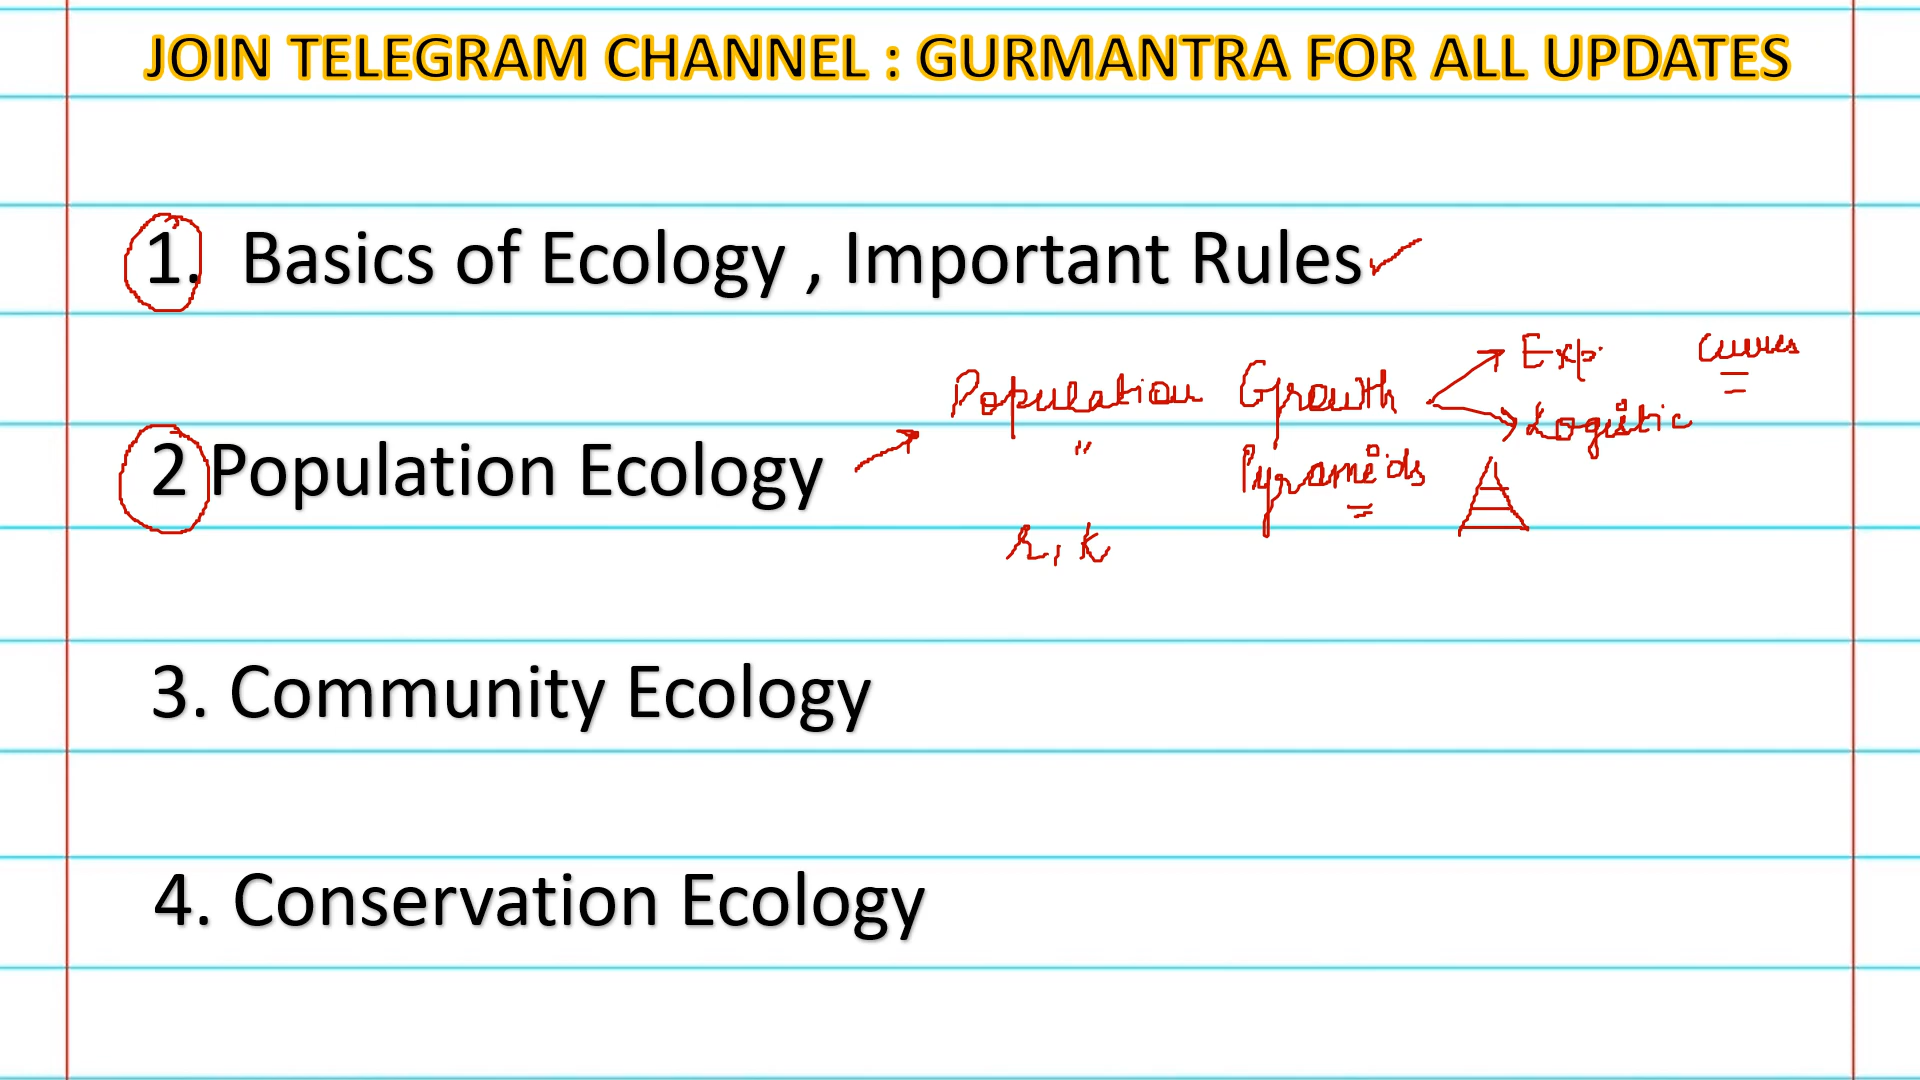 JOIN TELEGRAM CHANNEL : GURMANTRA FOR ALL UPDATES
1. Basics of Ecology , Important Rules
Population Growth Exp. Curves
Logistic
2 Population Ecology
" Pyramids
r, k
3. Community Ecology
4. Conservation Ecology